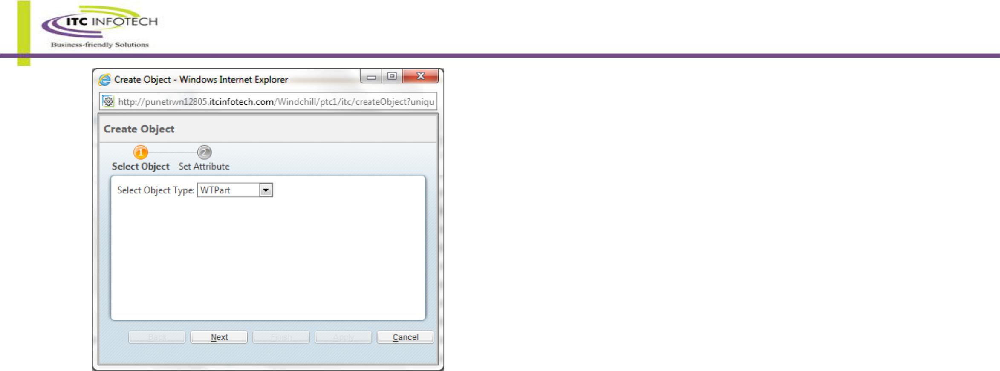 ITC INFOTECH
Business-friendly Solutions
Create Object - Windows Internet Explorer
http://punetrwn12805.itcinfotech.com/Windchill/ptc1/itc/createObject?uniqu
Create Object
1 2
Select Object Set Attribute
Select Object Type: WTPart
Back Next Finish Apply Cancel